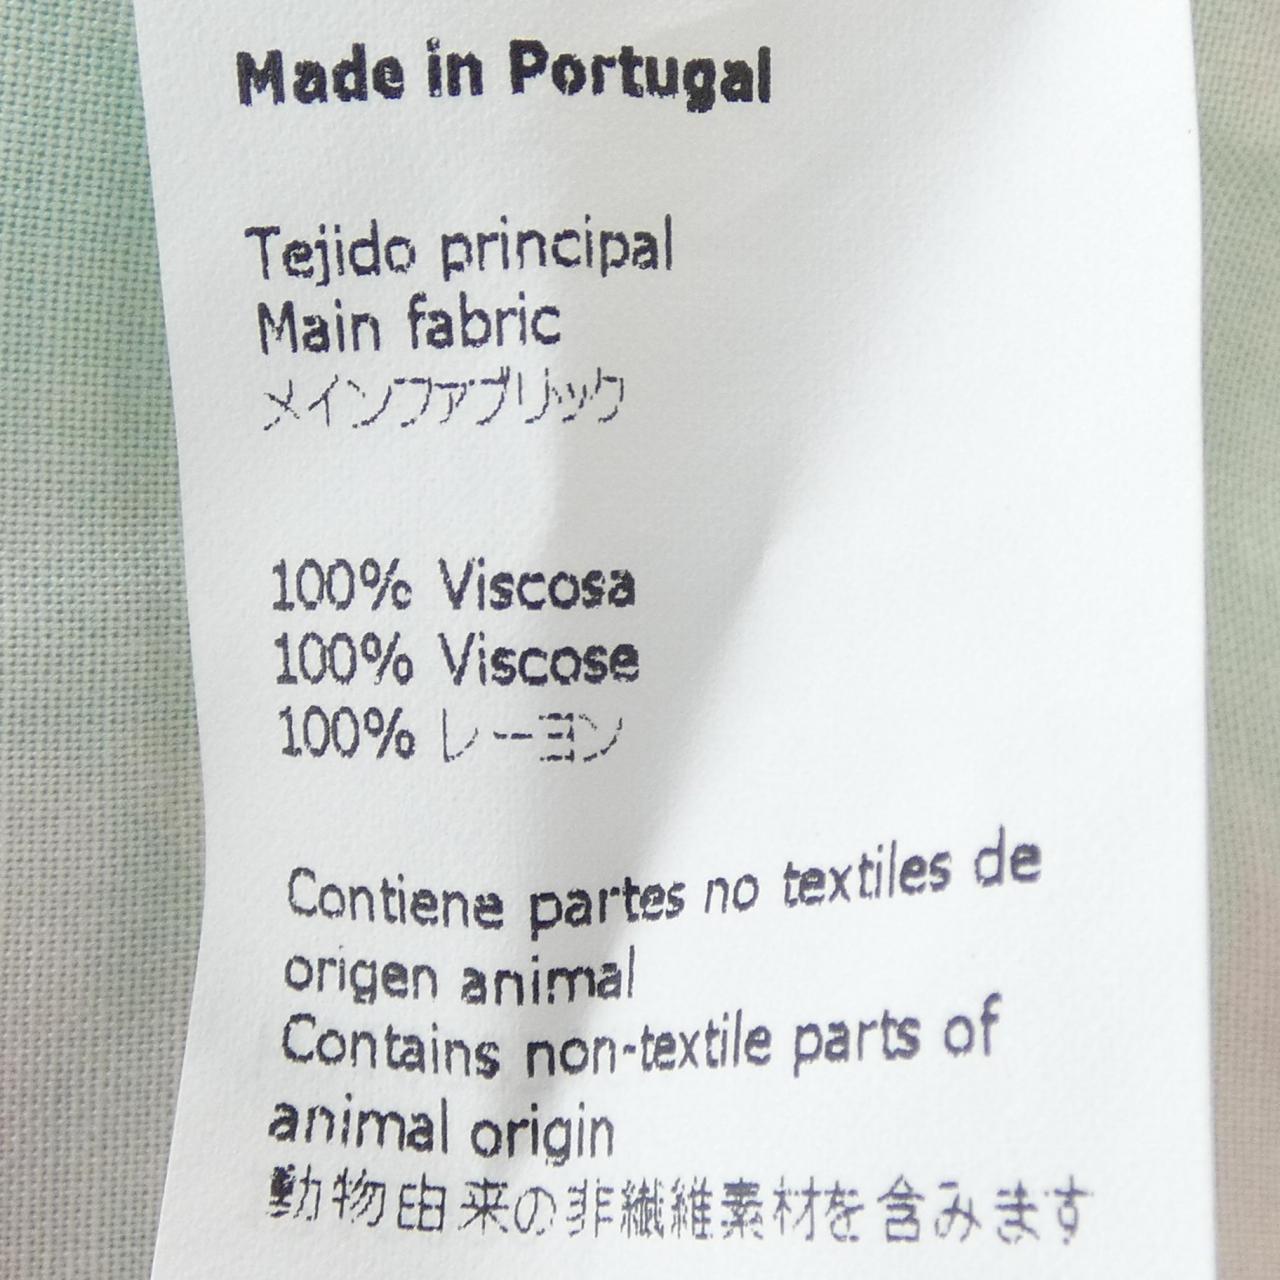 Made in Portugal
Tejido principal
Main fabric
メインファブリック
100% Viscosa
100% Viscose
100% レーヨン
Contiene partes no textiles de
origen animal
Contains non-textile parts of
animal origin
動物由来の非繊維素材を含みます